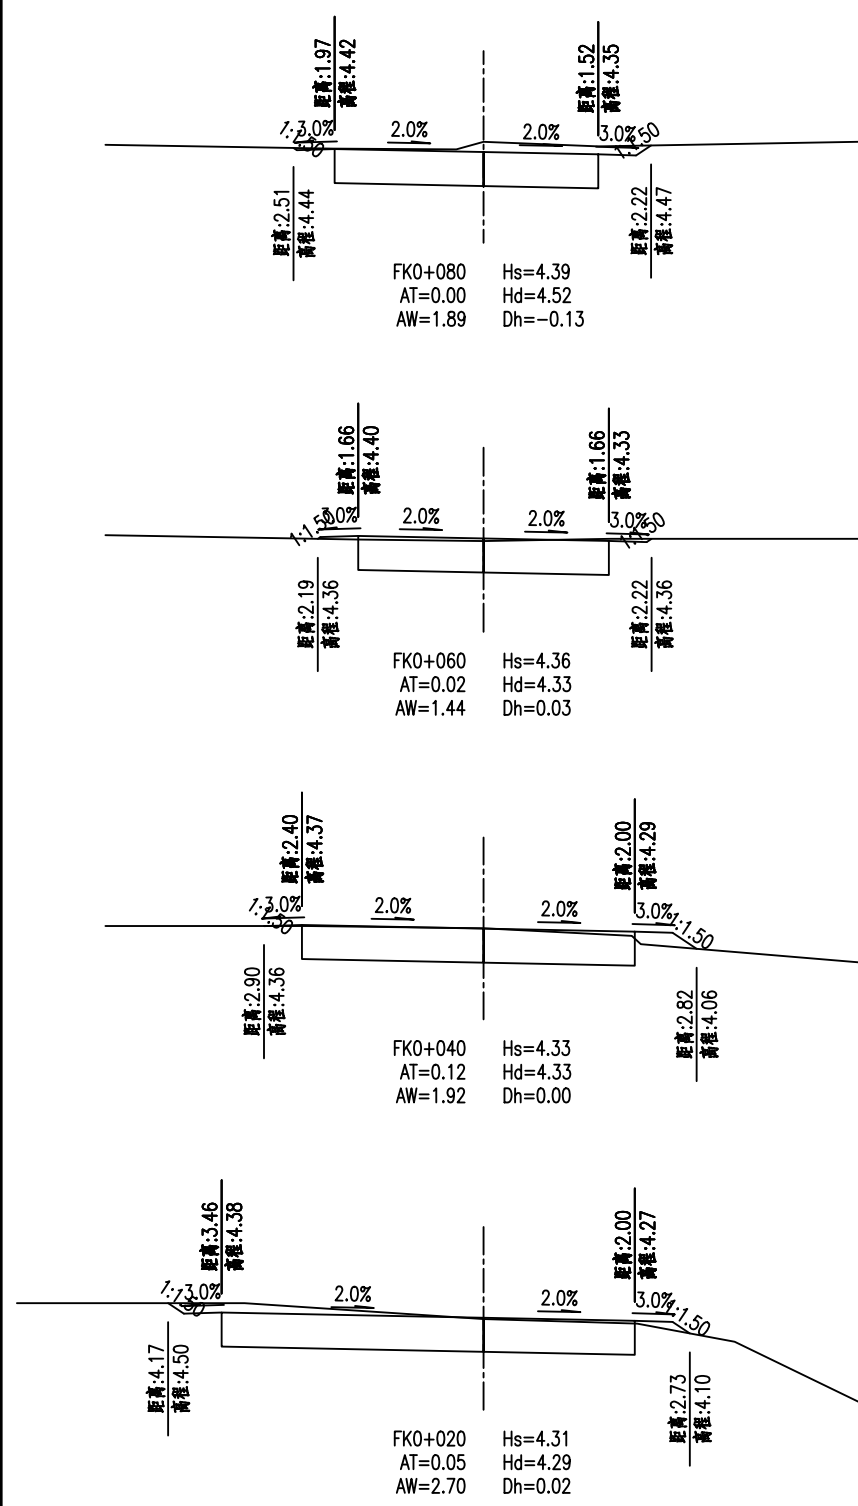 距离:1.97
高程:4.42
距离:1.52
高程:4.35
1:1.50
3.0%
2.0%
2.0%
3.0%
1:1.50
距离:2.51
高程:4.44
距离:2.22
高程:4.47
FK0+080 Hs=4.39
AT=0.00 Hd=4.52
AW=1.89 Dh=-0.13
距离:1.66
高程:4.40
距离:1.66
高程:4.33
1:1.50
3.0%
2.0%
2.0%
3.0%
1:1.50
距离:2.19
高程:4.36
距离:2.22
高程:4.36
FK0+060 Hs=4.36
AT=0.02 Hd=4.33
AW=1.44 Dh=0.03
距离:2.40
高程:4.37
距离:2.00
高程:4.29
1:1.50
3.0%
2.0%
2.0%
3.0%
1:1.50
距离:2.90
高程:4.36
距离:2.82
高程:4.06
FK0+040 Hs=4.33
AT=0.12 Hd=4.33
AW=1.92 Dh=0.00
距离:3.46
高程:4.38
距离:2.00
高程:4.27
1:1.50
3.0%
2.0%
2.0%
3.0%
1:1.50
距离:4.17
高程:4.50
距离:2.73
高程:4.10
FK0+020 Hs=4.31
AT=0.05 Hd=4.29
AW=2.70 Dh=0.02